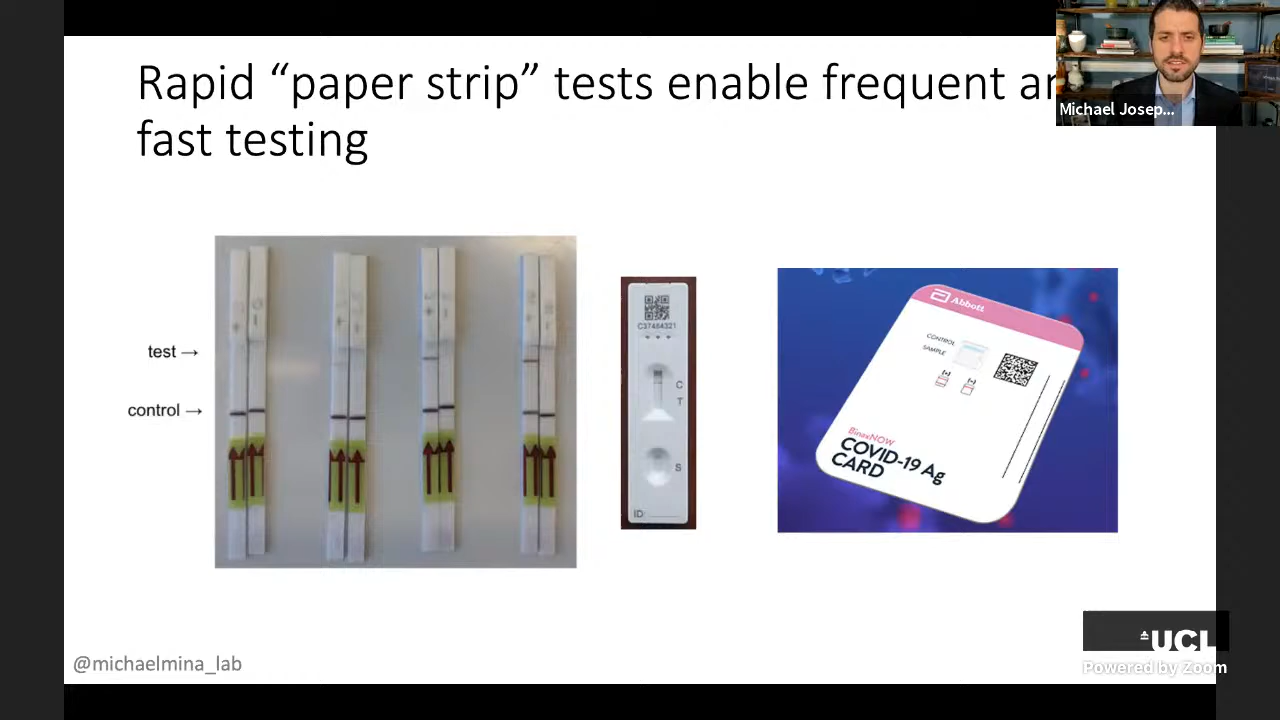 Rapid “paper strip” tests enable frequent
fast testing
Michael Josep...
test →
control →
C37484321
C
T
S
ID:
Abbott
CONTROL
SAMPLE
BinaxNOW
COVID-19 Ag
CARD
@michaelmina_lab
UCL
Powered by Zoom